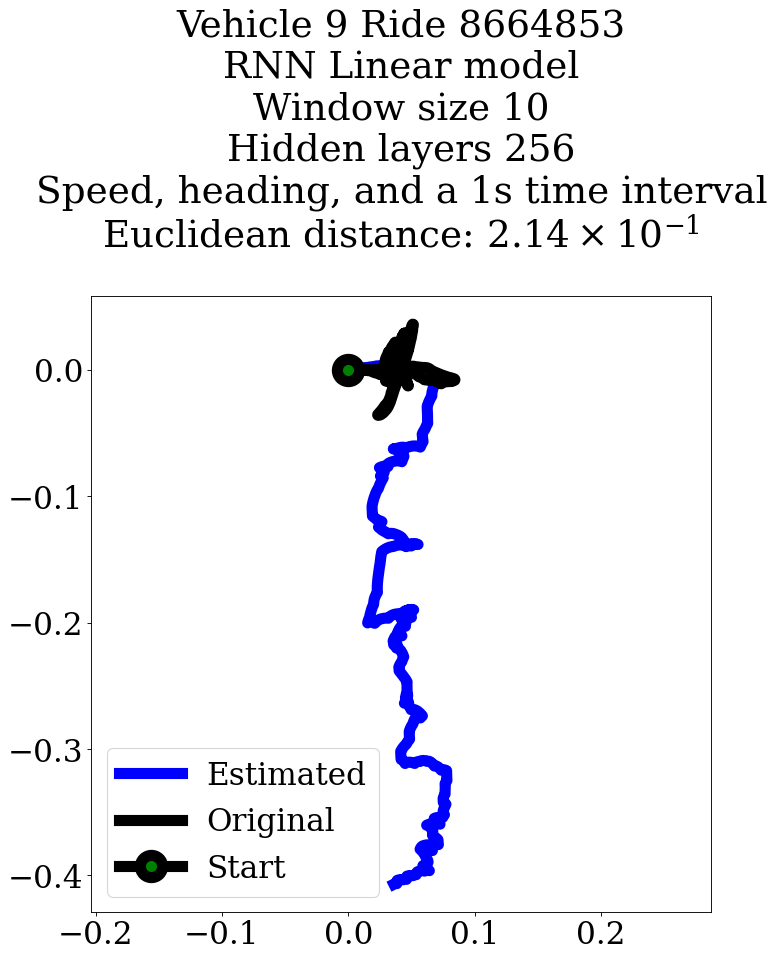 Vehicle 9 Ride 8664853
RNN Linear model
Window size 10
Hidden layers 256
Speed, heading, and a 1s time interval
Euclidean distance: 2.14 × 10⁻¹
0.0
−0.1
−0.2
−0.3
−0.4
Estimated
Original
Start
−0.2 −0.1 0.0 0.1 0.2